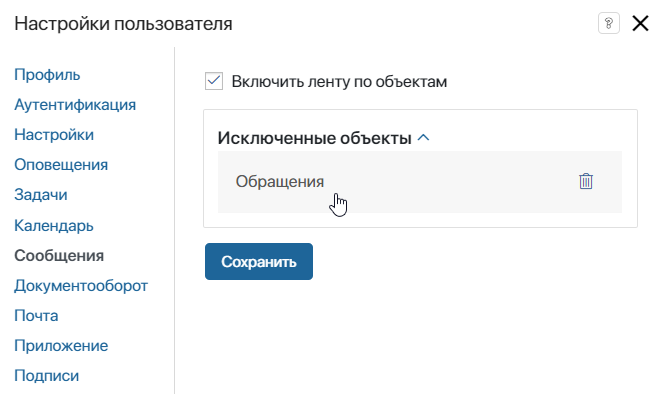 Настройки пользователя
?
Профиль
Аутентификация
Настройки
Оповещения
Задачи
Календарь
Сообщения
Документооборот
Почта
Приложение
Подписи
Включить ленту по объектам
Исключенные объекты
Обращения
Сохранить